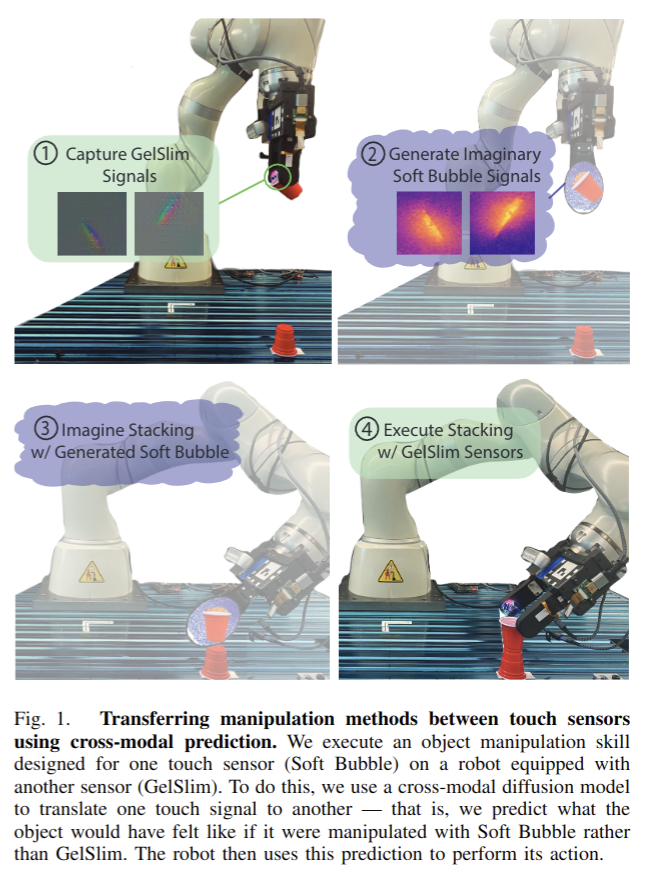 ① Capture GelSlim
Signals
② Generate Imaginary
Soft Bubble Signals
③ Imagine Stacking
w/ Generated Soft Bubble
④ Execute Stacking
w/ GelSlim Sensors
Fig. 1. Transferring manipulation methods between touch sensors
using cross-modal prediction. We execute an object manipulation skill
designed for one touch sensor (Soft Bubble) on a robot equipped with
another sensor (GelSlim). To do this, we use a cross-modal diffusion model
to translate one touch signal to another — that is, we predict what the
object would have felt like if it were manipulated with Soft Bubble rather
than GelSlim. The robot then uses this prediction to perform its action.